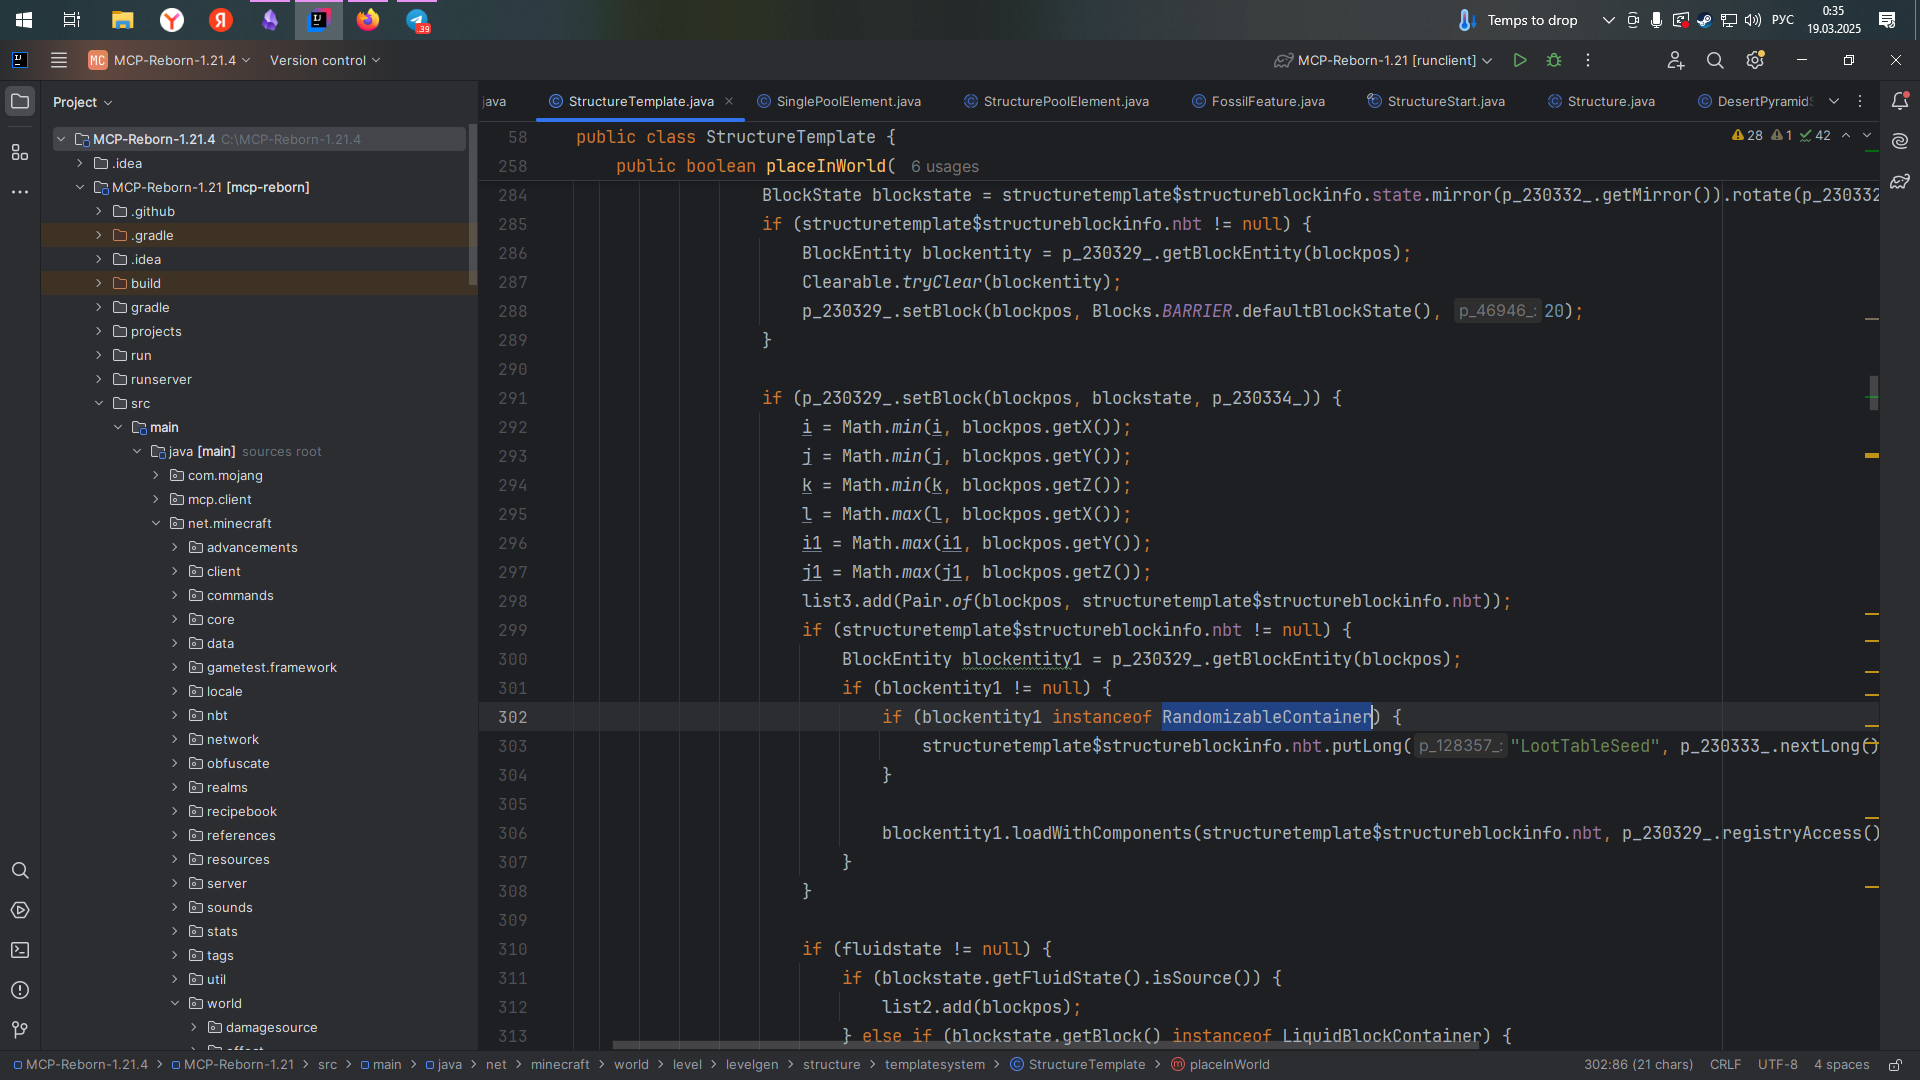 Temps to drop
РУС
0:35
19.03.2025
39
MC MCP-Reborn-1.21.4
Version control
MCP-Reborn-1.21 [runclient]
Project
java
StructureTemplate.java
SinglePoolElement.java
StructurePoolElement.java
FossilFeature.java
StructureStart.java
Structure.java
DesertPyramidS
MCP-Reborn-1.21.4 C:\MCP-Reborn-1.21.4
.idea
MCP-Reborn-1.21 [mcp-reborn]
.github
.gradle
.idea
build
gradle
projects
run
runserver
src
main
java [main] sources root
com.mojang
mcp.client
net.minecraft
advancements
client
commands
core
data
gametest.framework
locale
nbt
network
obfuscate
realms
recipebook
references
resources
server
sounds
stats
tags
util
world
damagesource
effect
28 1 42
58 public class StructureTemplate {
258 public boolean placeInWorld( 6 usages
284 BlockState blockstate = structuretemplate$structureblockinfo.state.mirror(p_230332_.getMirror()).rotate(p_230332
285 if (structuretemplate$structureblockinfo.nbt != null) {
286 BlockEntity blockentity = p_230329_.getBlockEntity(blockpos);
287 Clearable.tryClear(blockentity);
288 p_230329_.setBlock(blockpos, Blocks.BARRIER.defaultBlockState(), p_46946_: 20);
289 }
290
291 if (p_230329_.setBlock(blockpos, blockstate, p_230334_)) {
292 i = Math.min(i, blockpos.getX());
293 j = Math.min(j, blockpos.getY());
294 k = Math.min(k, blockpos.getZ());
295 l = Math.max(l, blockpos.getX());
296 i1 = Math.max(i1, blockpos.getY());
297 j1 = Math.max(j1, blockpos.getZ());
298 list3.add(Pair.of(blockpos, structuretemplate$structureblockinfo.nbt));
299 if (structuretemplate$structureblockinfo.nbt != null) {
300 BlockEntity blockentity1 = p_230329_.getBlockEntity(blockpos);
301 if (blockentity1 != null) {
302 if (blockentity1 instanceof RandomizableContainer) {
303 structuretemplate$structureblockinfo.nbt.putLong( p_128357_: "LootTableSeed", p_230333_.nextLong()
304 }
305
306 blockentity1.loadWithComponents(structuretemplate$structureblockinfo.nbt, p_230329_.registryAccess()
307 }
308 }
309
310 if (fluidstate != null) {
311 if (blockstate.getFluidState().isSource()) {
312 list2.add(blockpos);
313 } else if (blockstate.getBlock() instanceof LiquidBlockContainer) {
MCP-Reborn-1.21.4 > MCP-Reborn-1.21 > src > main > java > net > minecraft > world > level > levelgen > structure > templatesystem > StructureTemplate > placeInWorld
302:86 (21 chars) CRLF UTF-8 4 spaces